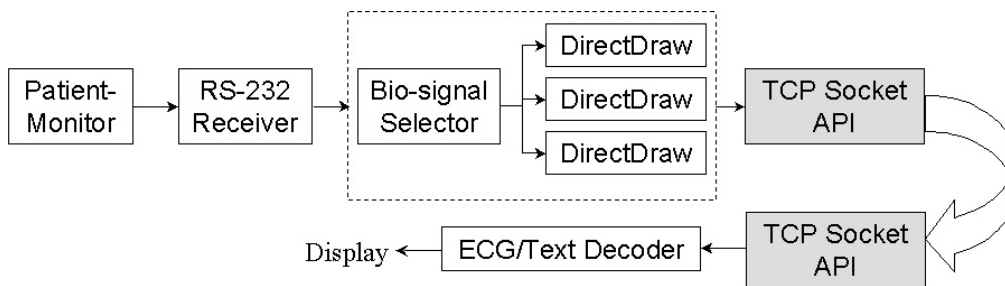 Patient-
Monitor
RS-232
Receiver
Bio-signal
Selector
DirectDraw
DirectDraw
DirectDraw
TCP Socket
API
TCP Socket
API
ECG/Text Decoder
Display